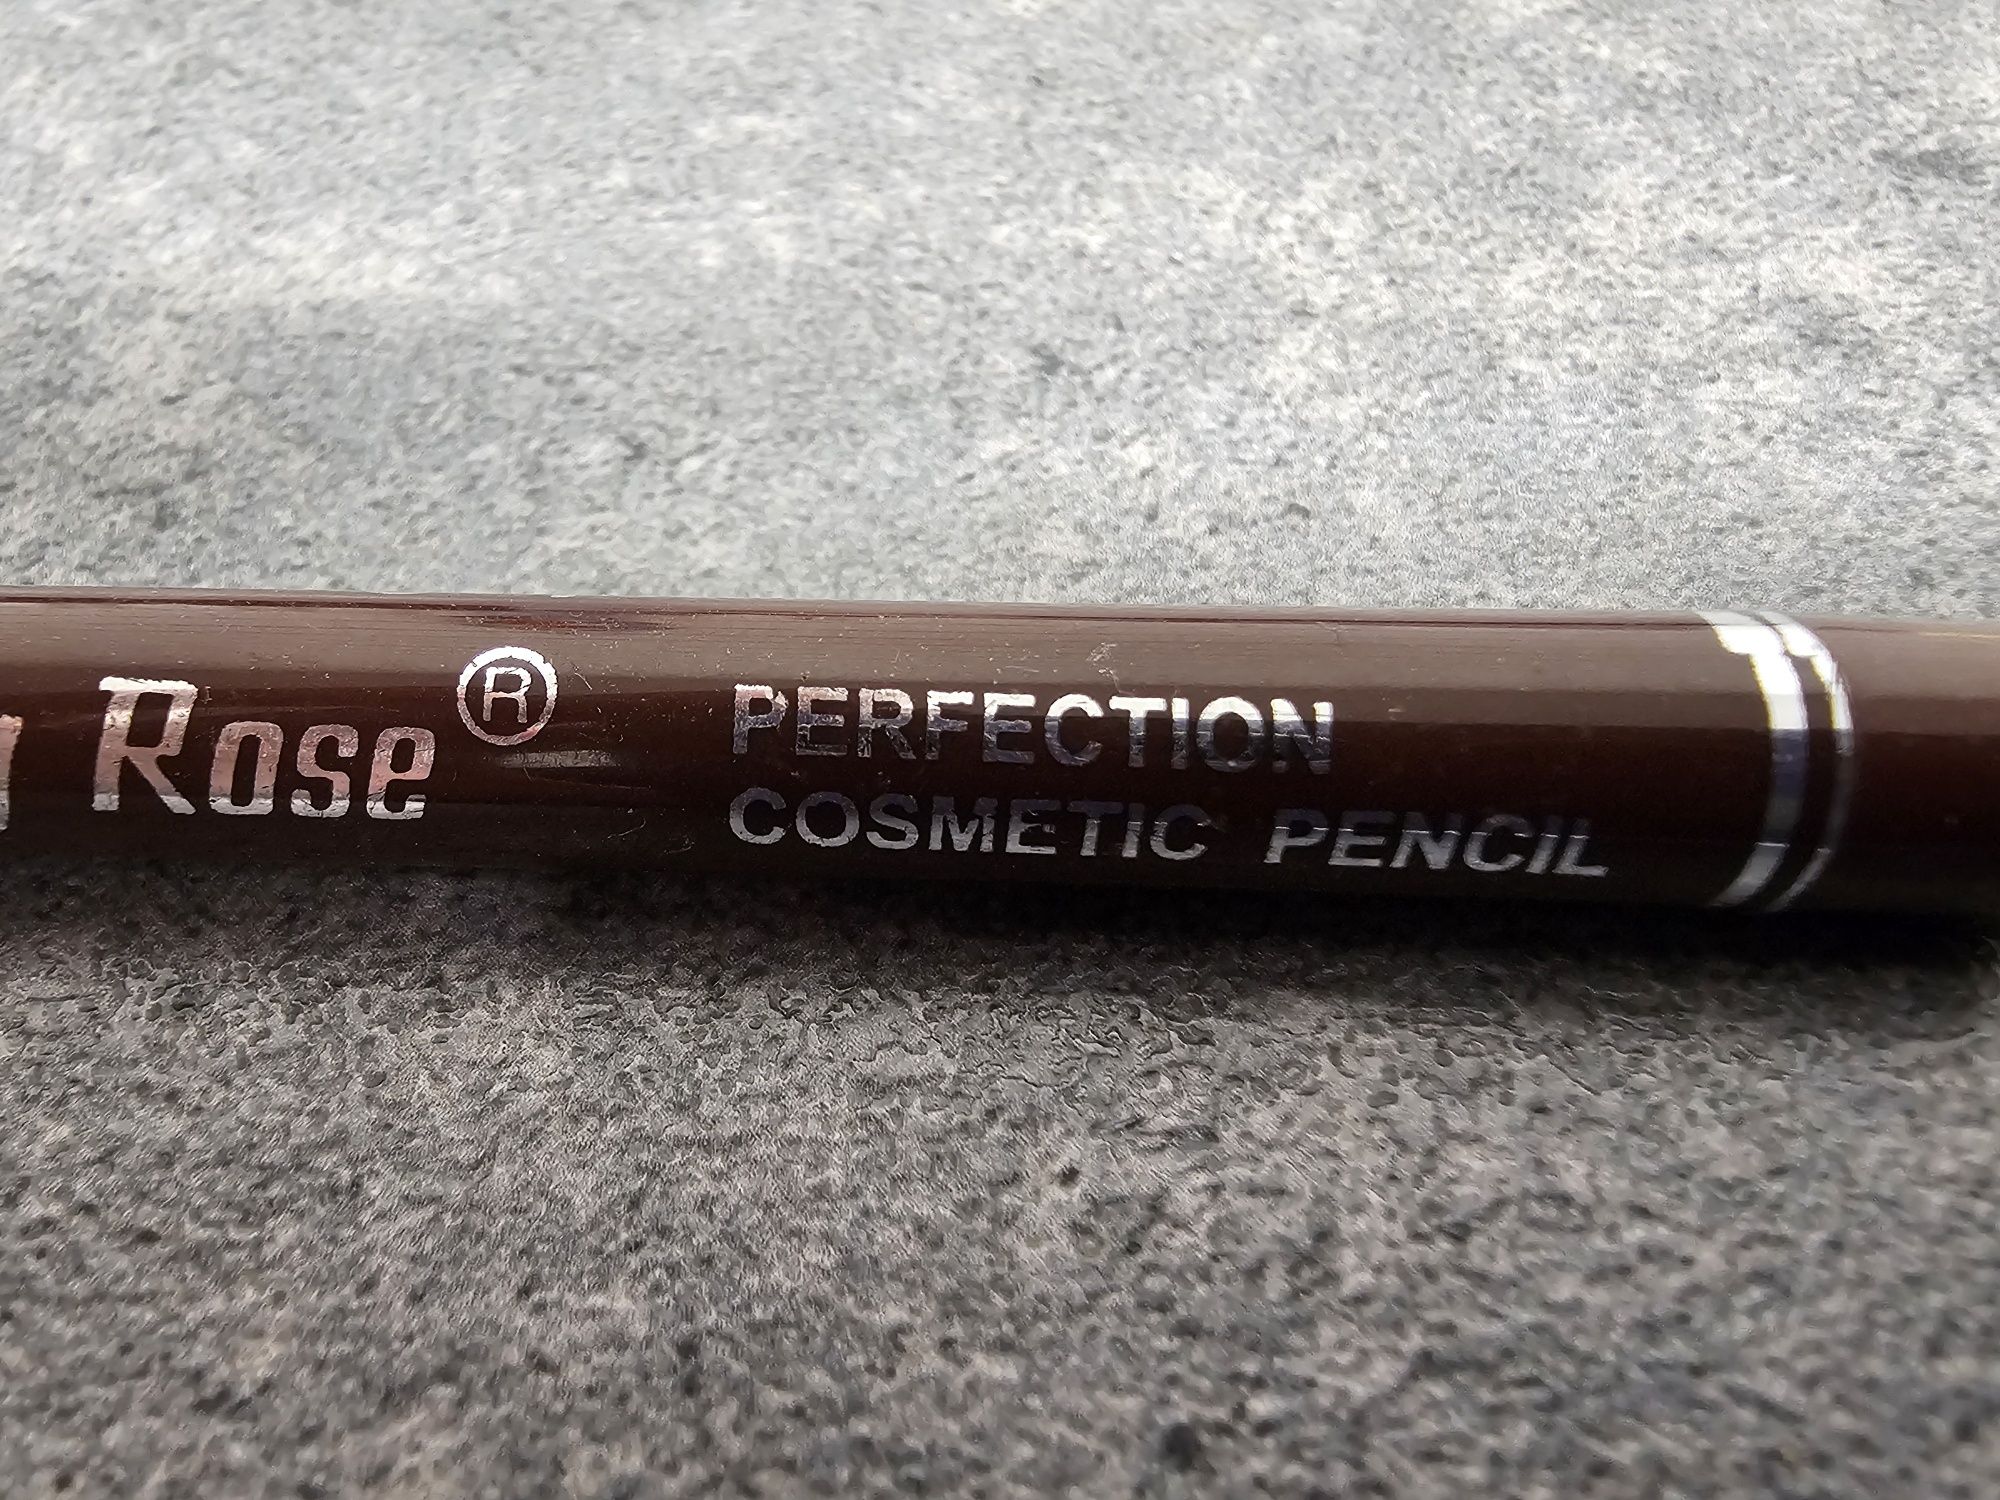 Rose®
PERFECTION
COSMETIC PENCIL